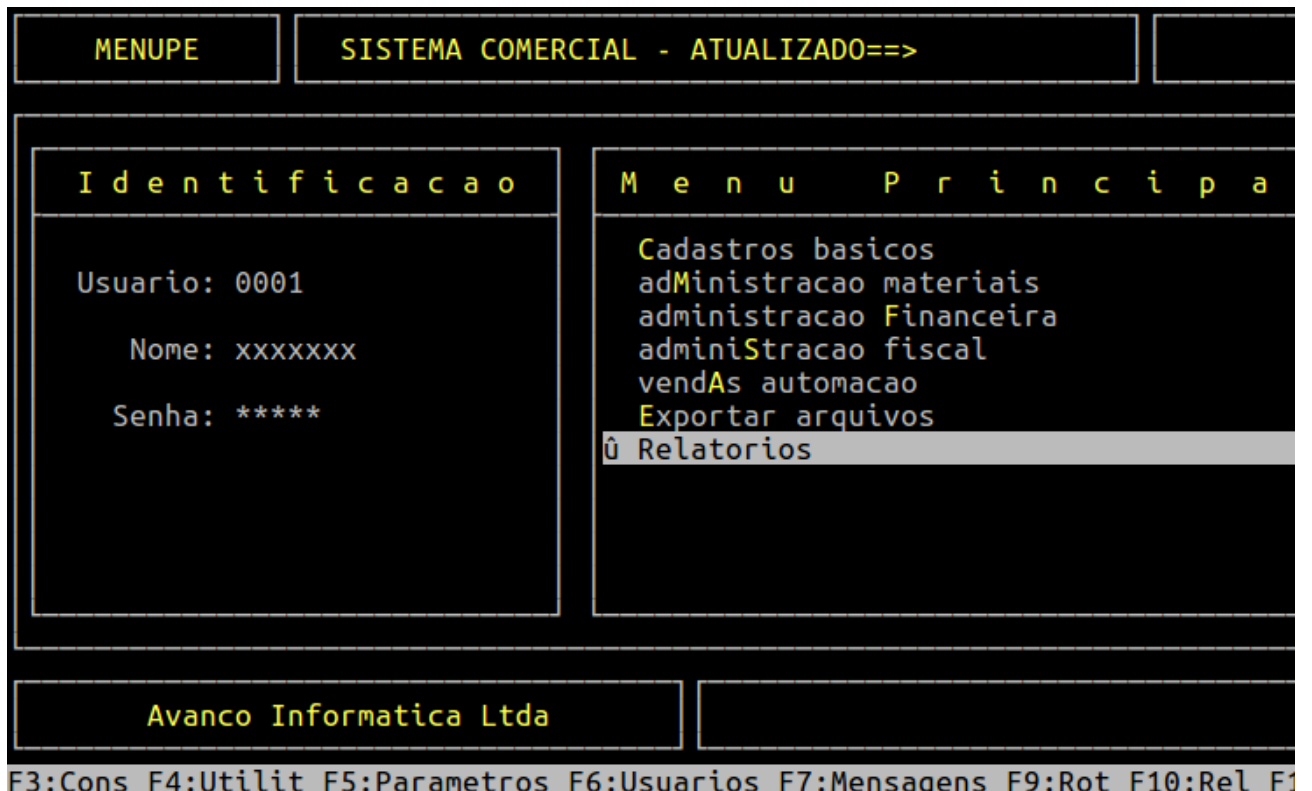 MENUPE
SISTEMA COMERCIAL - ATUALIZADO==>
I d e n t i f i c a c a o
Usuario: 0001
Nome: xxxxxxx
Senha: *****
M e n u   P r i n c i p a
Cadastros basicos
adMinistracao materiais
administracao Financeira
adminiStracao fiscal
vendAs automacao
Exportar arquivos
û Relatorios
Avanco Informatica Ltda
F3:Cons F4:Utilit F5:Parametros F6:Usuarios F7:Mensagens F9:Rot F10:Rel F1